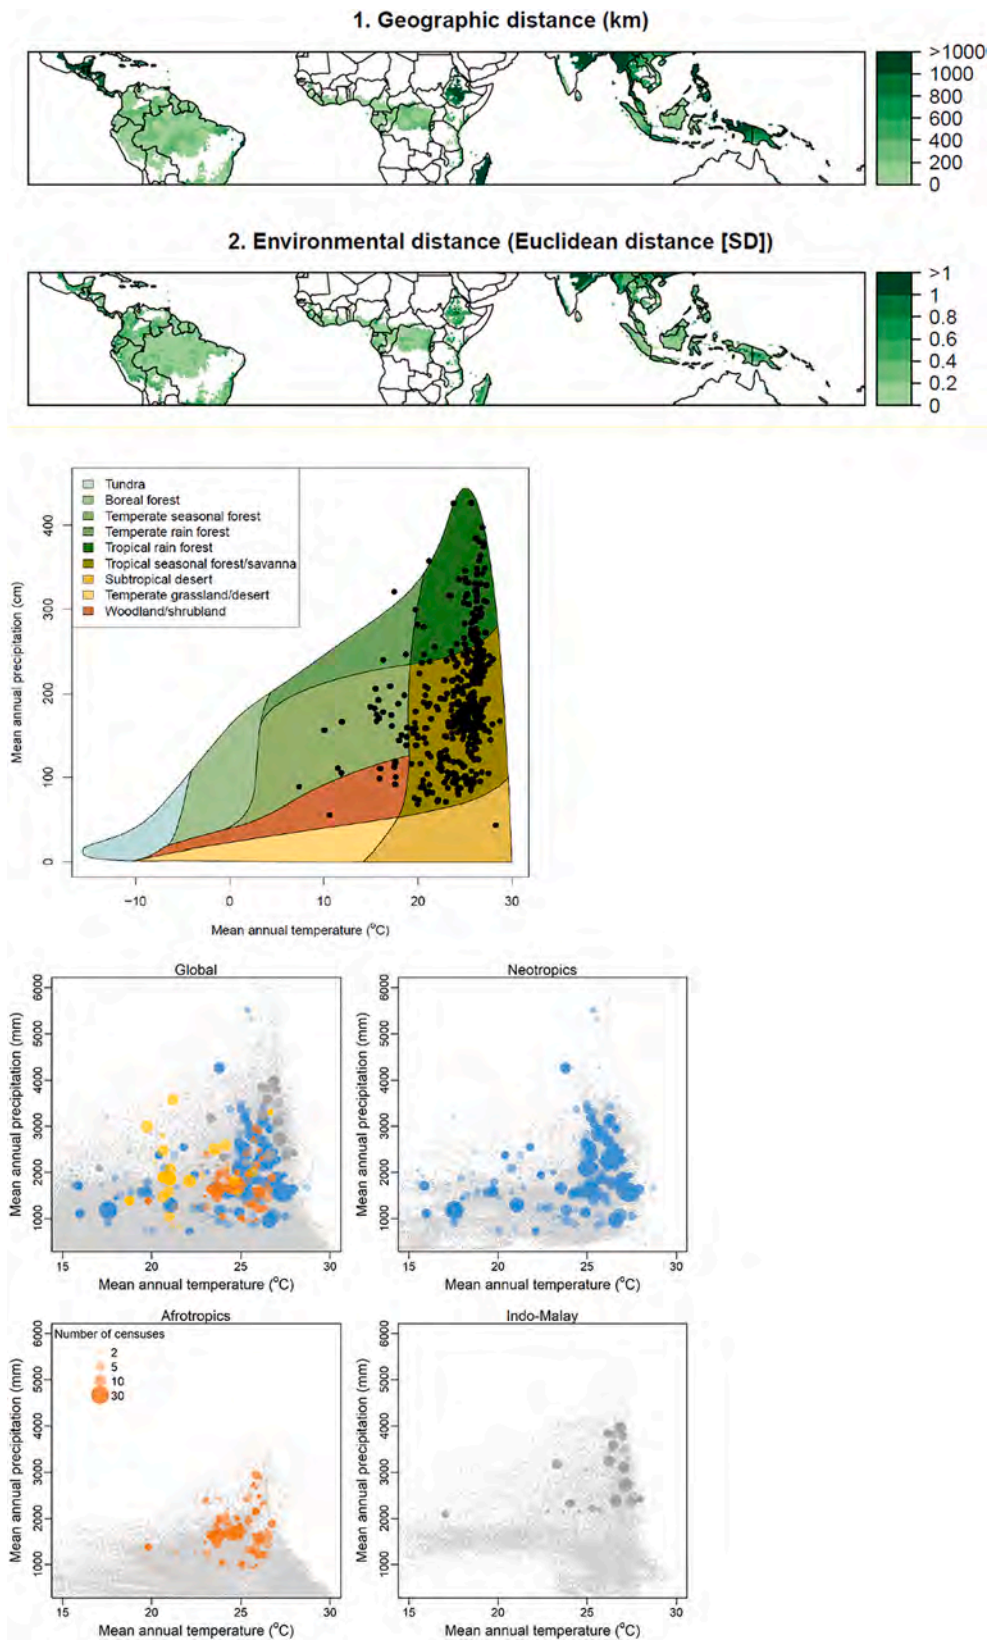 1. Geographic distance (km)
>1000
1000
800
600
400
200
0
2. Environmental distance (Euclidean distance [SD])
>1
1
0.8
0.6
0.4
0.2
0
Tundra
Boreal forest
Temperate seasonal forest
Temperate rain forest
Tropical rain forest
Tropical seasonal forest/savanna
Subtropical desert
Temperate grassland/desert
Woodland/shrubland
Mean annual precipitation (cm)
400
300
200
100
0
−10 0 10 20 30
Mean annual temperature (°C)
Global
Mean annual precipitation (mm)
6000
5000
4000
3000
2000
1000
15 20 25 30
Mean annual temperature (°C)
Neotropics
Mean annual precipitation (mm)
6000
5000
4000
3000
2000
1000
15 20 25 30
Mean annual temperature (°C)
Afrotropics
Number of censuses
2
5
10
30
Mean annual precipitation (mm)
6000
5000
4000
3000
2000
1000
15 20 25 30
Mean annual temperature (°C)
Indo-Malay
Mean annual precipitation (mm)
6000
5000
4000
3000
2000
1000
15 20 25 30
Mean annual temperature (°C)